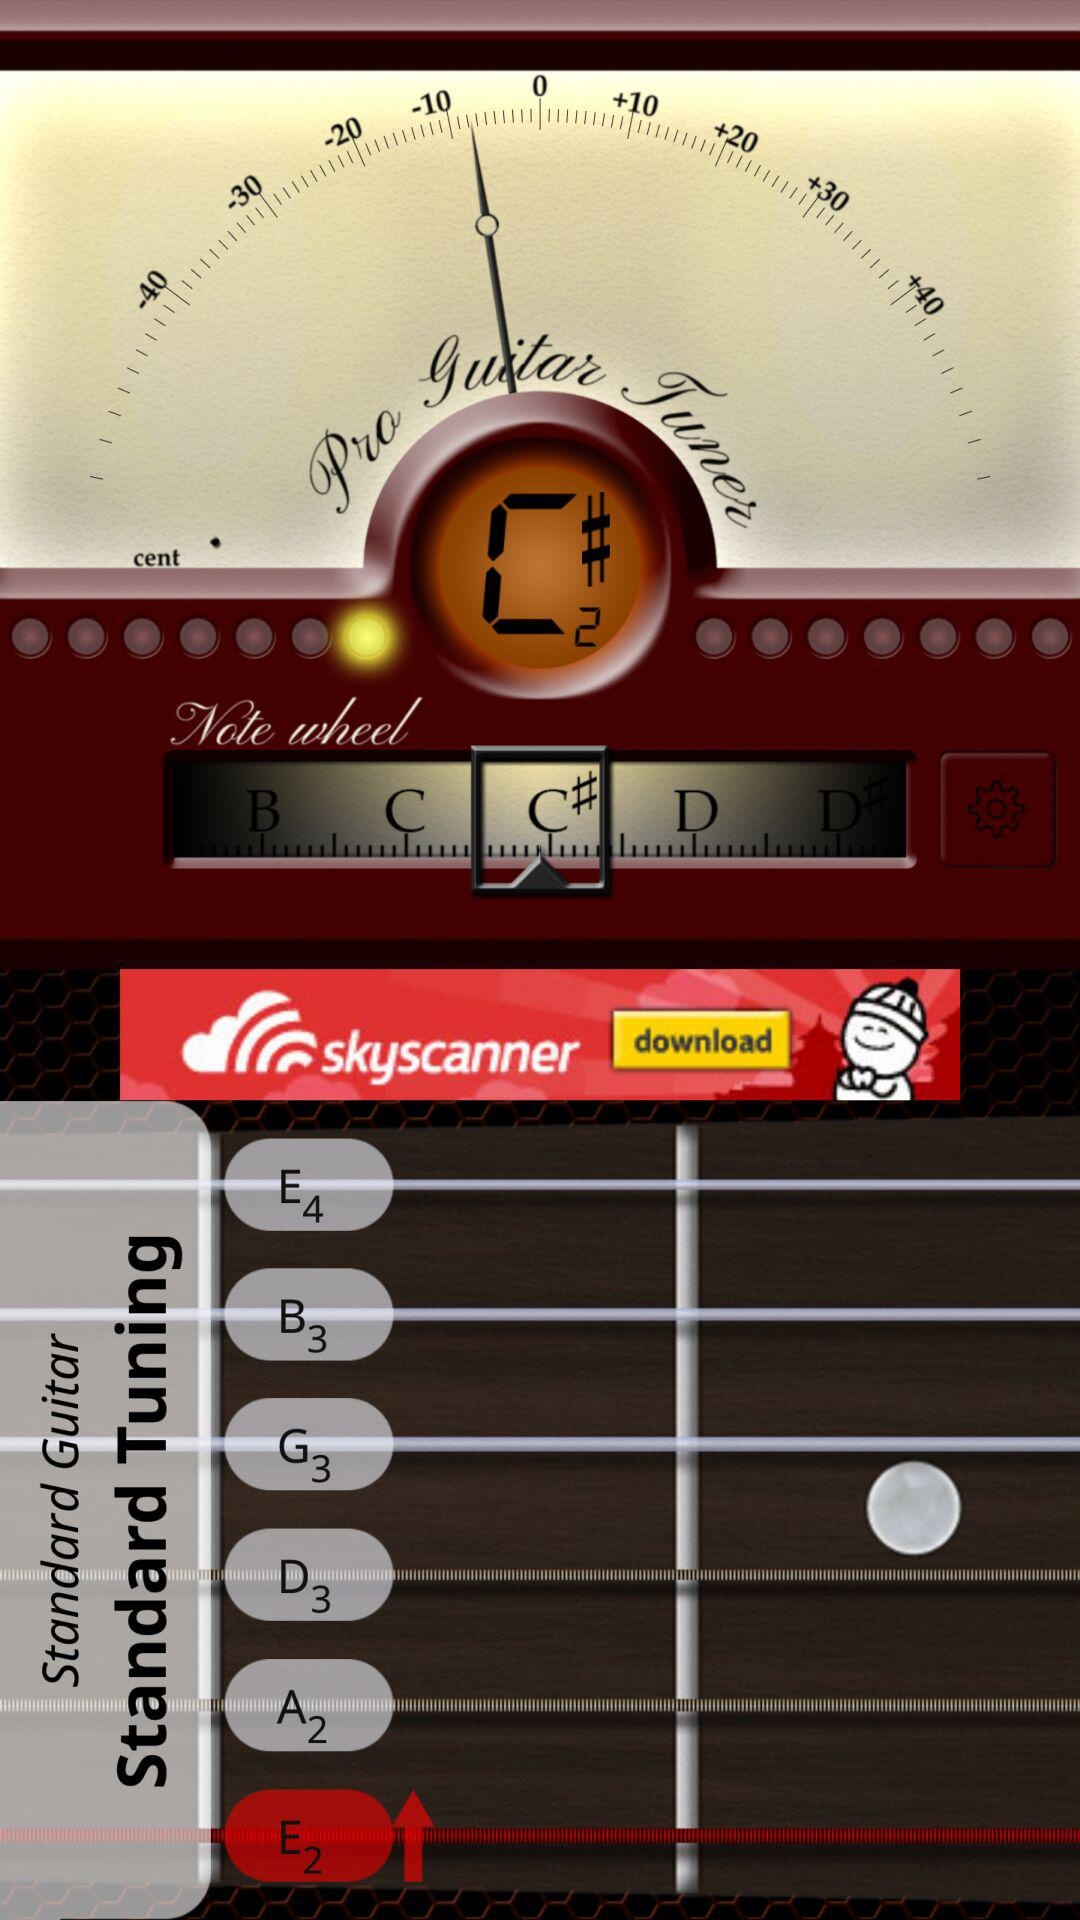 -40 -30 -20 -10 0 +10 +20 +30 +40
Pro Guitar Tuner
cent
C#2
Note wheel
B C C♯ D D♯
skyscanner download
Standard Guitar
Standard Tuning
E4
B3
G3
D3
A2
E2